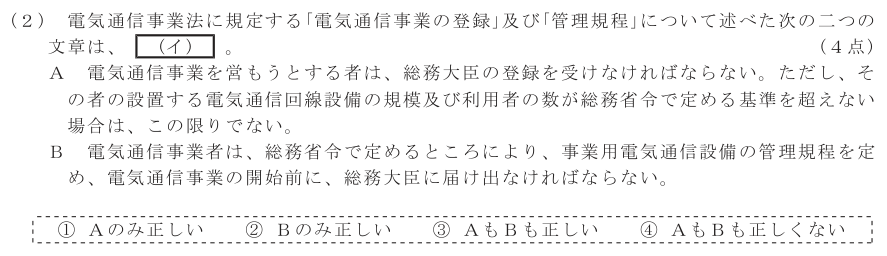 (２) 電気通信事業法に規定する｢電気通信事業の登録｣及び｢管理規程｣について述べた次の二つの
文章は、 (イ) 。 (４点)
Ａ 電気通信事業を営もうとする者は、総務大臣の登録を受けなければならない。ただし、そ
の者の設置する電気通信回線設備の規模及び利用者の数が総務省令で定める基準を超えない
場合は、この限りでない。
Ｂ 電気通信事業者は、総務省令で定めるところにより、事業用電気通信設備の管理規程を定
め、電気通信事業の開始前に、総務大臣に届け出なければならない。
① Ａのみ正しい ② Ｂのみ正しい ③ ＡもＢも正しい ④ ＡもＢも正しくない